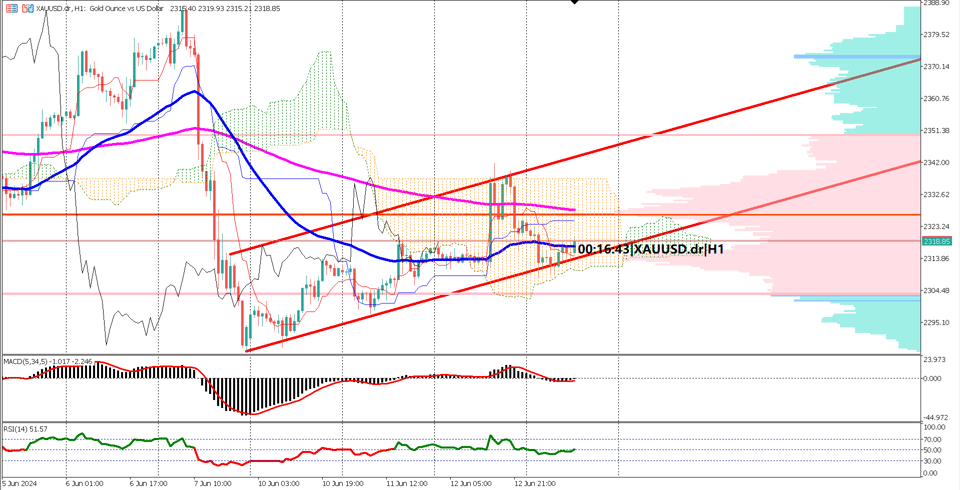 XAUUSD.dr, H1: Gold Ounce vs US Dollar 2315.40 2319.93 2315.21 2318.85
2388.90
2379.52
2370.14
2360.76
2351.38
2342.00
2332.62
2323.24
2318.85
2313.86
2304.48
2295.10
00:16:43|XAUUSD.dr|H1
MACD(5,34,5) -1.017 -2.246
23.973
0.000
-44.972
RSI(14) 51.57
100.00
70.00
50.00
30.00
0.00
5 Jun 2024
6 Jun 01:00
6 Jun 17:00
7 Jun 10:00
10 Jun 03:00
10 Jun 19:00
11 Jun 12:00
12 Jun 05:00
12 Jun 21:00